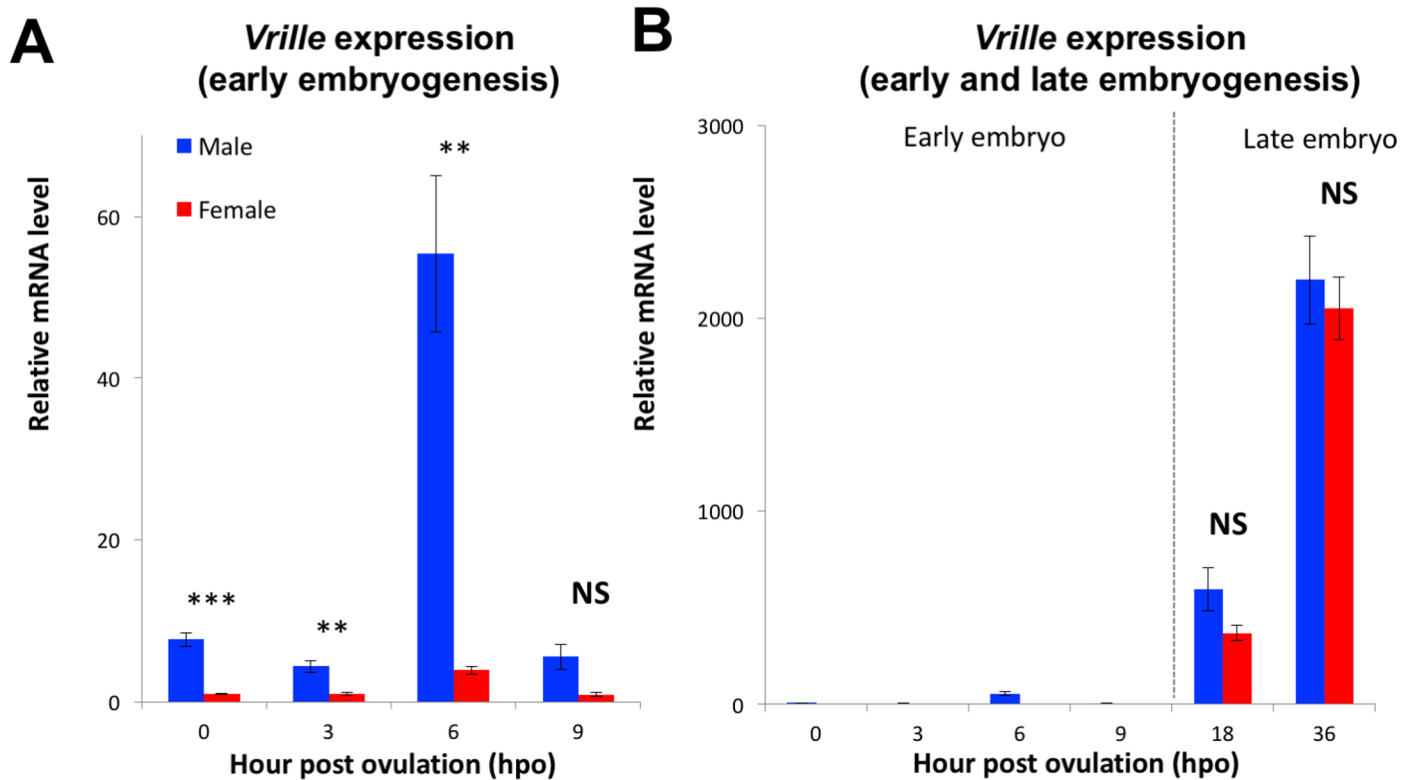 A
Vrille expression
(early embryogenesis)
Relative mRNA level
Male
Female
60
40
20
0
***
**
**
NS
0 3 6 9
Hour post ovulation (hpo)
B
Vrille expression
(early and late embryogenesis)
Relative mRNA level
3000
2000
1000
0
Early embryo
Late embryo
NS
NS
0 3 6 9 18 36
Hour post ovulation (hpo)